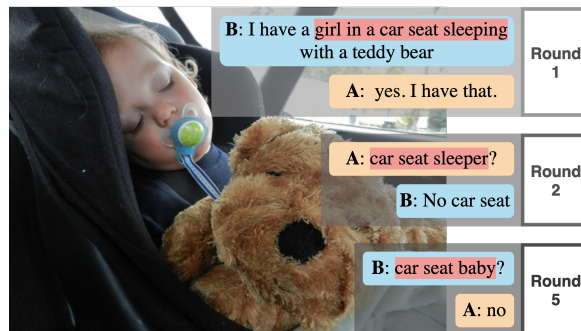 B: I have a girl in a car seat sleeping
with a teddy bear
Round
1
A: yes. I have that.
A: car seat sleeper?
Round
2
B: No car seat
B: car seat baby?
Round
5
A: no